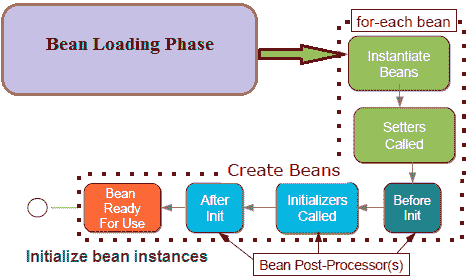 Bean Loading Phase
for-each bean
Instantiate
Beans
Setters
Called
Create Beans
Bean
Ready
For Use
After
Init
Initializers
Called
Before
Init
Initialize bean instances
Bean Post-Processor(s)